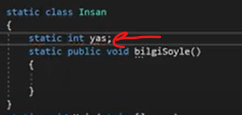 static class Insan
{
static int yas;
static public void bilgiSoyle()
{
}
}